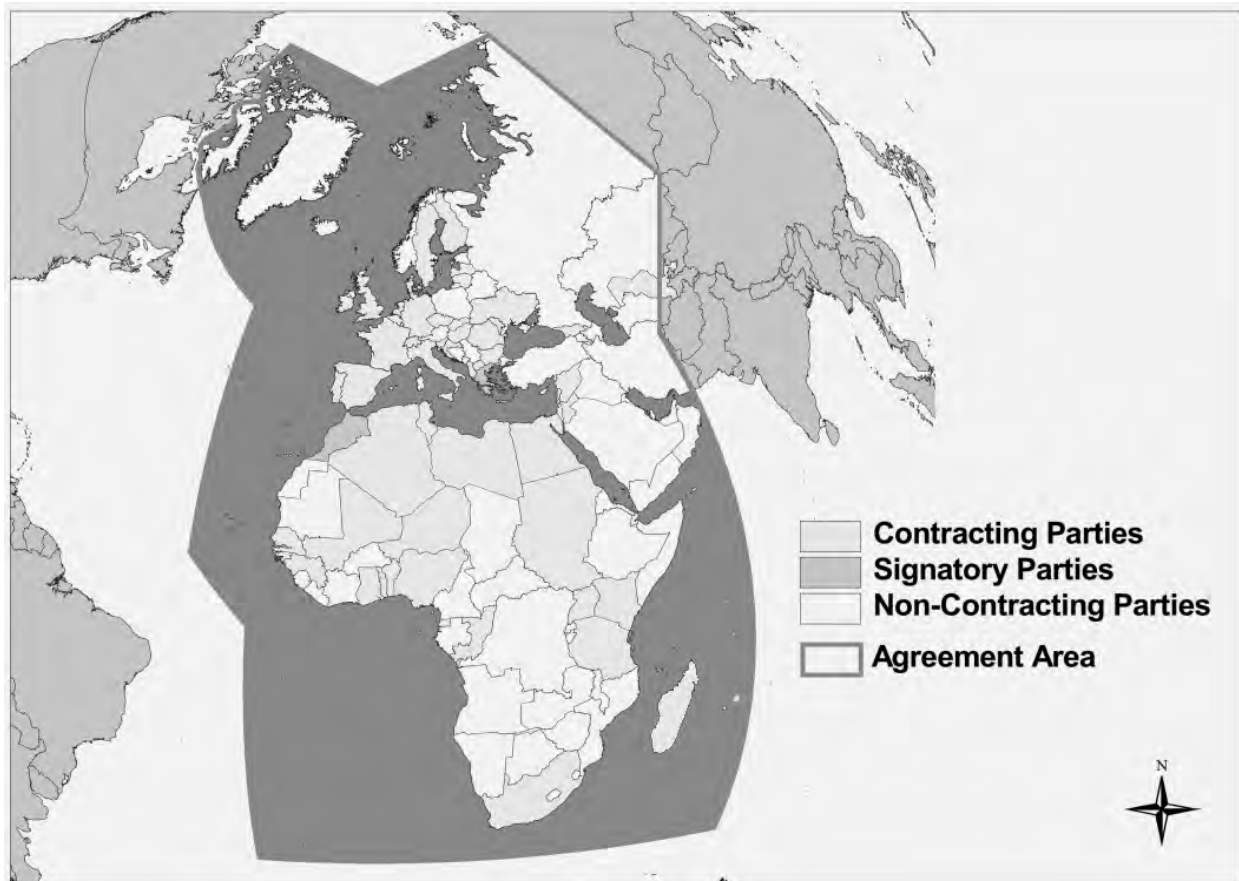 Contracting Parties
Signatory Parties
Non-Contracting Parties
Agreement Area
N